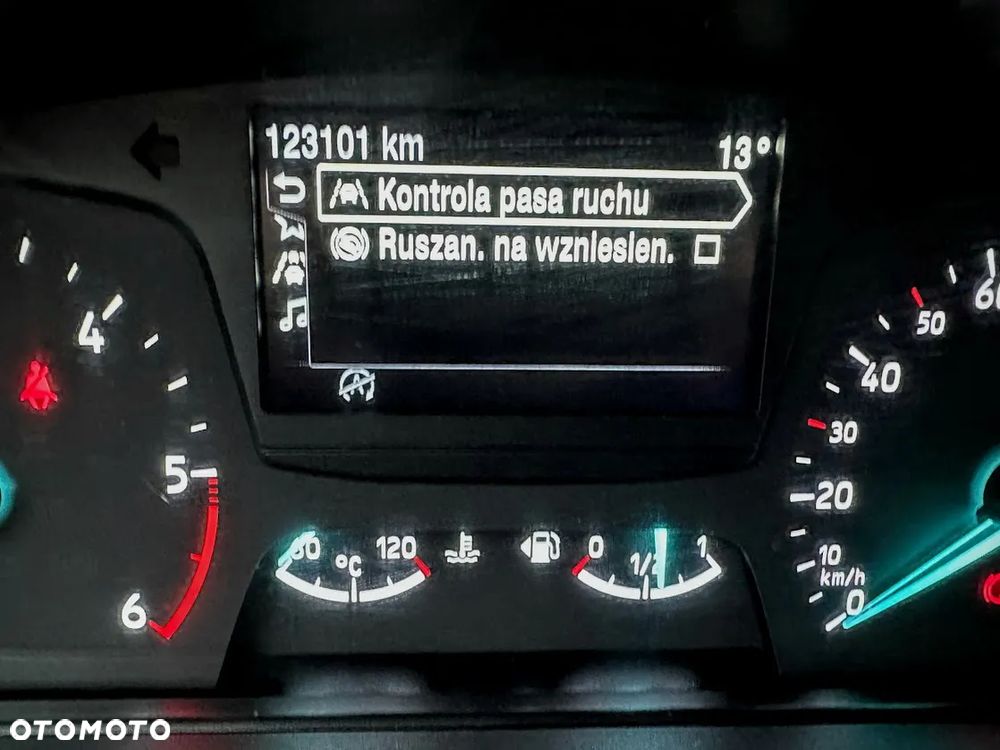 123101 km
13°
Kontrola pasa ruchu
Ruszan. na wzniesien.
4
5
6
120
°C
0
1/2
1
60
50
40
30
20
10
km/h
0
OTOMOTO